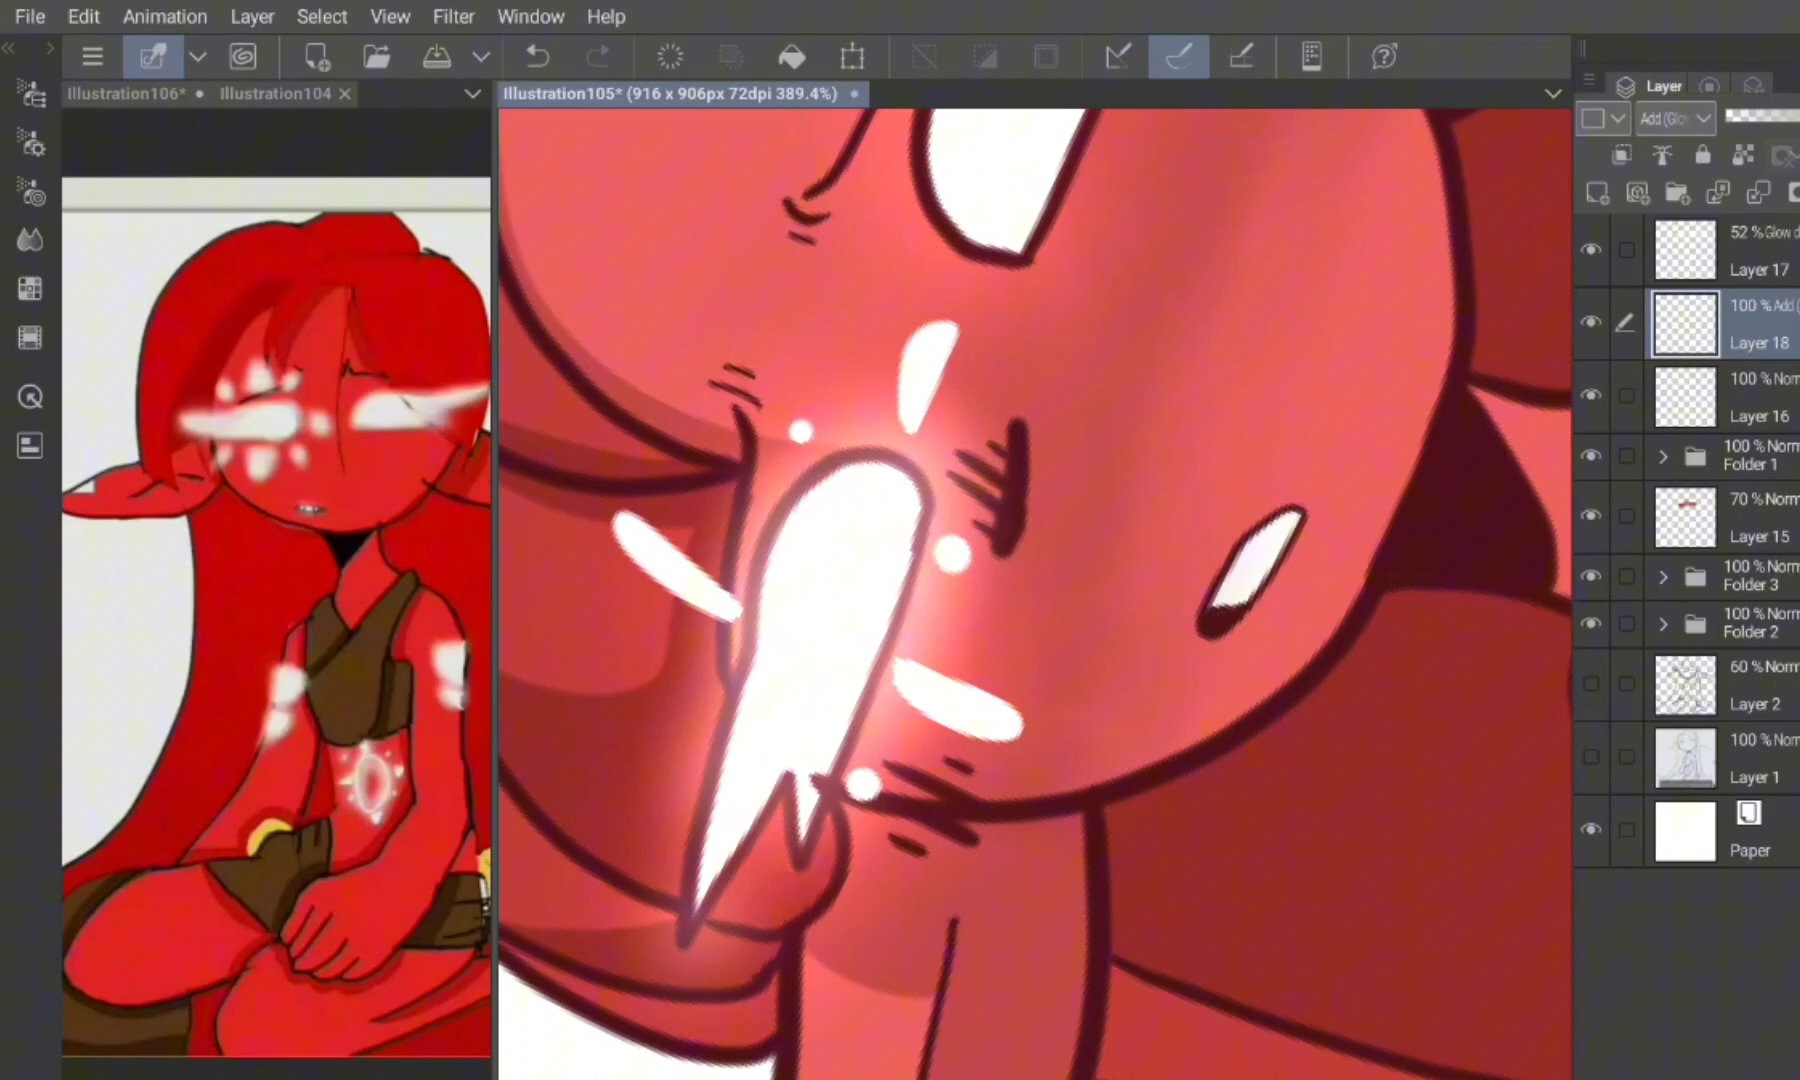 File Edit Animation Layer Select View Filter Window Help
Illustration106* Illustration104
Illustration105* (916 x 906px 72dpi 389.4%)
Layer
Add (Glo
52 % Glow d
Layer 17
100 % Add (
Layer 18
100 % Norm
Layer 16
100 % Norm
Folder 1
70 % Norm
Layer 15
100 % Norm
Folder 3
100 % Norm
Folder 2
60 % Norm
Layer 2
100 % Norm
Layer 1
Paper